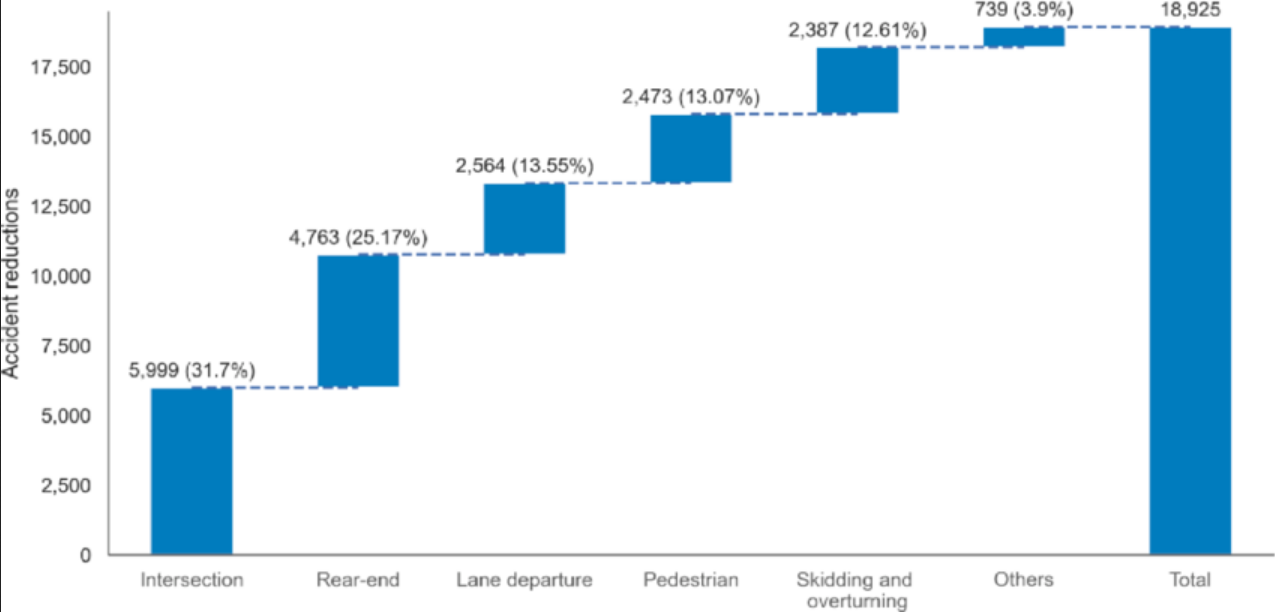 739 (3.9%)
18,925
2,387 (12.61%)
17,500
2,473 (13.07%)
15,000
2,564 (13.55%)
12,500
4,763 (25.17%)
10,000
7,500
5,999 (31.7%)
5,000
2,500
0
Accident reductions
Intersection
Rear-end
Lane departure
Pedestrian
Skidding and
overturning
Others
Total